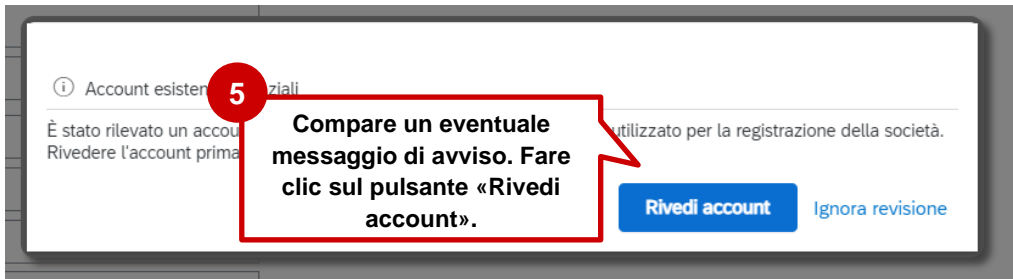 Account esisten ziali
5
È stato rilevato un accou utilizzato per la registrazione della società.
Rivedere l'account prima
Compare un eventuale
messaggio di avviso. Fare
clic sul pulsante «Rivedi
account».
Rivedi account Ignora revisione